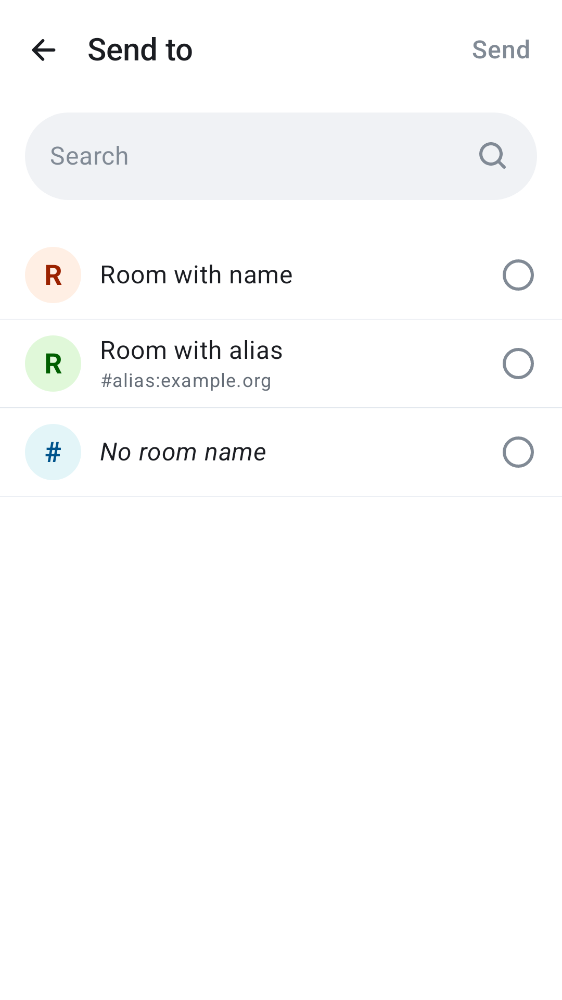 Send to
Send
Search
R
Room with name
R
Room with alias
#alias:example.org
#
No room name